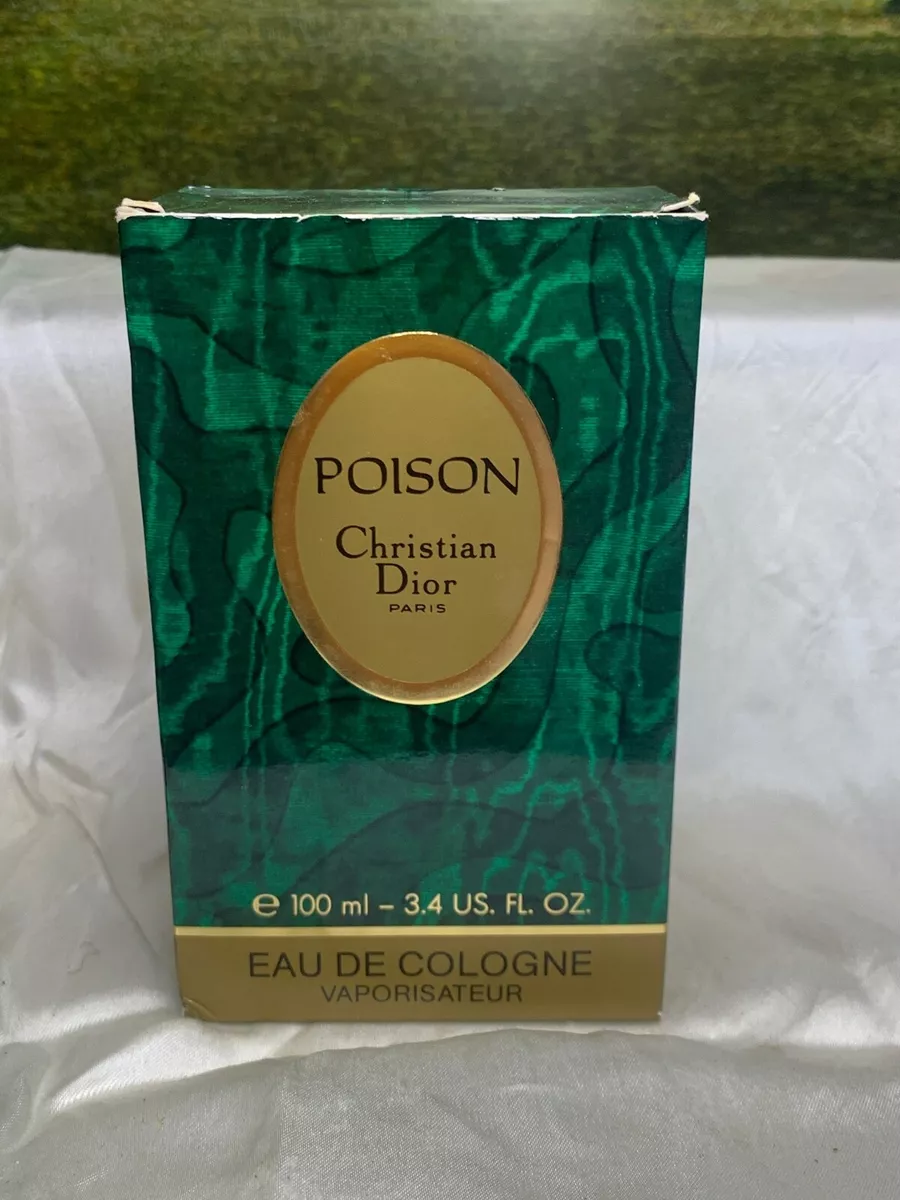 POISON
Christian
Dior
PARIS
℮ 100 ml – 3.4 US. FL. OZ.
EAU DE COLOGNE
VAPORISATEUR